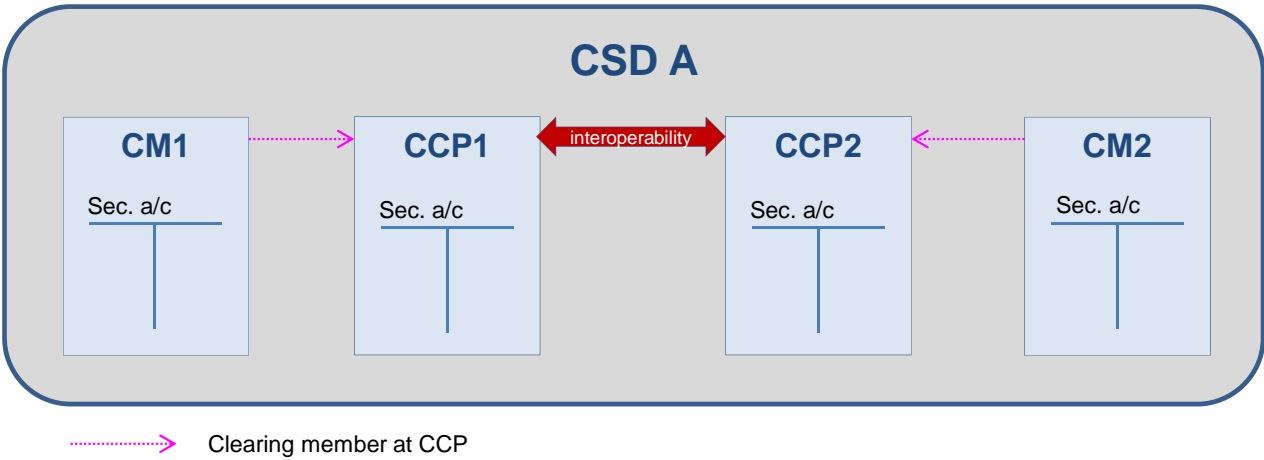 CSD A
CM1
CCP1
interoperability
CCP2
CM2
Sec. a/c
Sec. a/c
Sec. a/c
Sec. a/c
Clearing member at CCP